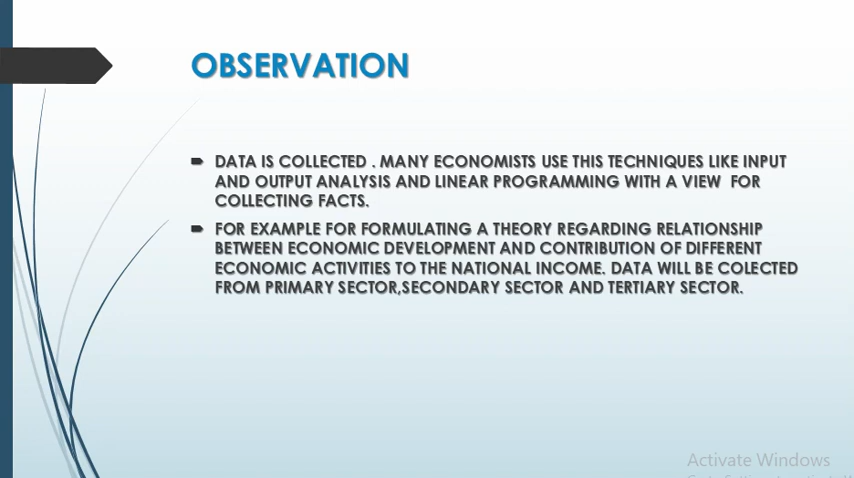 OBSERVATION
DATA IS COLLECTED . MANY ECONOMISTS USE THIS TECHNIQUES LIKE INPUT
AND OUTPUT ANALYSIS AND LINEAR PROGRAMMING WITH A VIEW FOR
COLLECTING FACTS.
FOR EXAMPLE FOR FORMULATING A THEORY REGARDING RELATIONSHIP
BETWEEN ECONOMIC DEVELOPMENT AND CONTRIBUTION OF DIFFERENT
ECONOMIC ACTIVITIES TO THE NATIONAL INCOME. DATA WILL BE COLECTED
FROM PRIMARY SECTOR,SECONDARY SECTOR AND TERTIARY SECTOR.
Activate Windows